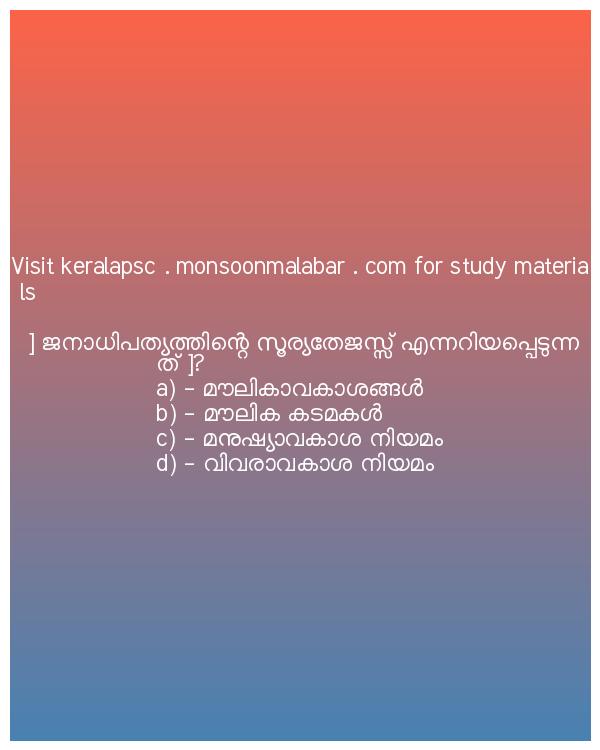 Visit keralapsc . monsoonmalabar . com for study materia
ls
] ജനാധിപത്യത്തിന്റെ സൂര്യതേജസ്സ് എന്നറിയപ്പെടുന്ന
ത് ]?
a) - മൗലികാവകാശങ്ങൾ
b) - മൗലിക കടമകൾ
c) - മനുഷ്യാവകാശ നിയമം
d) - വിവരാവകാശ നിയമം